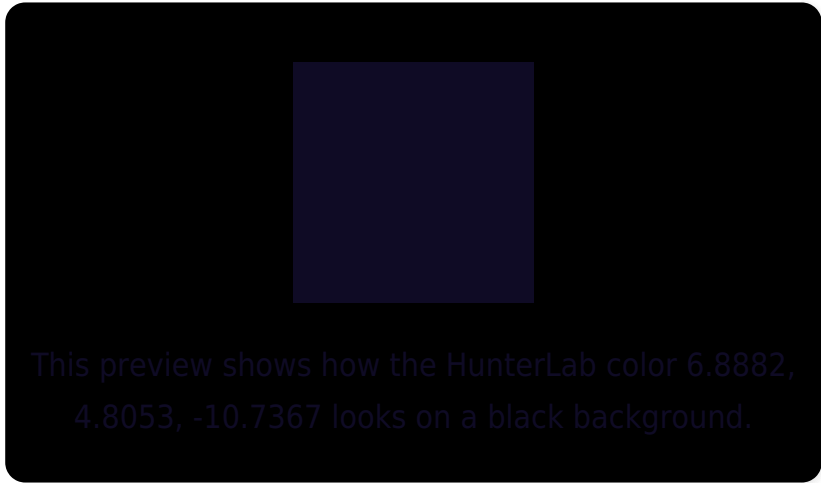 This preview shows how the HunterLab color 6.8882,
4.8053, -10.7367 looks on a black background.